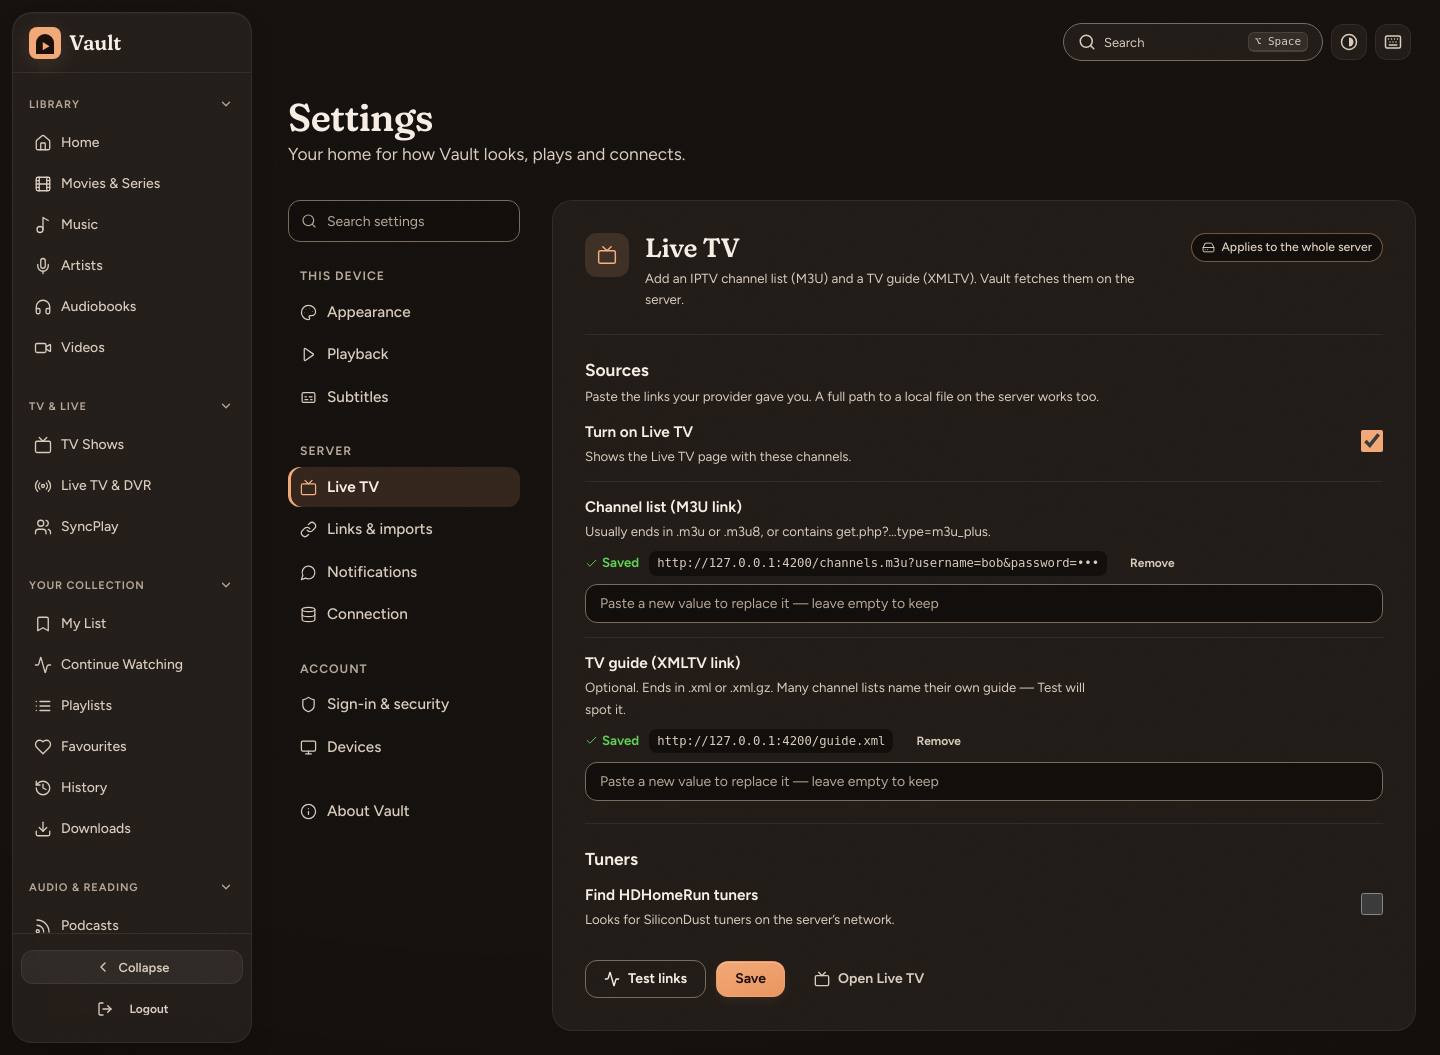 Vault
LIBRARY
Home
Movies & Series
Music
Artists
Audiobooks
Videos
TV & LIVE
TV Shows
Live TV & DVR
SyncPlay
YOUR COLLECTION
My List
Continue Watching
Playlists
Favourites
History
Downloads
AUDIO & READING
Podcasts
Collapse
Logout
Search
⌥ Space
Settings
Your home for how Vault looks, plays and connects.
Search settings
THIS DEVICE
Appearance
Playback
Subtitles
SERVER
Live TV
Links & imports
Notifications
Connection
ACCOUNT
Sign-in & security
Devices
About Vault
Live TV
Applies to the whole server
Add an IPTV channel list (M3U) and a TV guide (XMLTV). Vault fetches them on the
server.
Sources
Paste the links your provider gave you. A full path to a local file on the server works too.
Turn on Live TV
Shows the Live TV page with these channels.
Channel list (M3U link)
Usually ends in .m3u or .m3u8, or contains get.php?…type=m3u_plus.
Saved http://127.0.0.1:4200/channels.m3u?username=bob&password=••• Remove
Paste a new value to replace it — leave empty to keep
TV guide (XMLTV link)
Optional. Ends in .xml or .xml.gz. Many channel lists name their own guide — Test will
spot it.
Saved http://127.0.0.1:4200/guide.xml Remove
Paste a new value to replace it — leave empty to keep
Tuners
Find HDHomeRun tuners
Looks for SiliconDust tuners on the server's network.
Test links
Save
Open Live TV